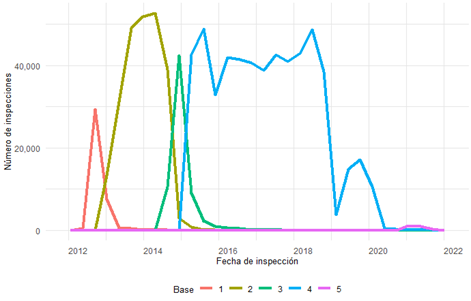 Número de inspecciones
40,000
20,000
0
2012 2014 2016 2018 2020 2022
Fecha de inspección
Base 1 2 3 4 5